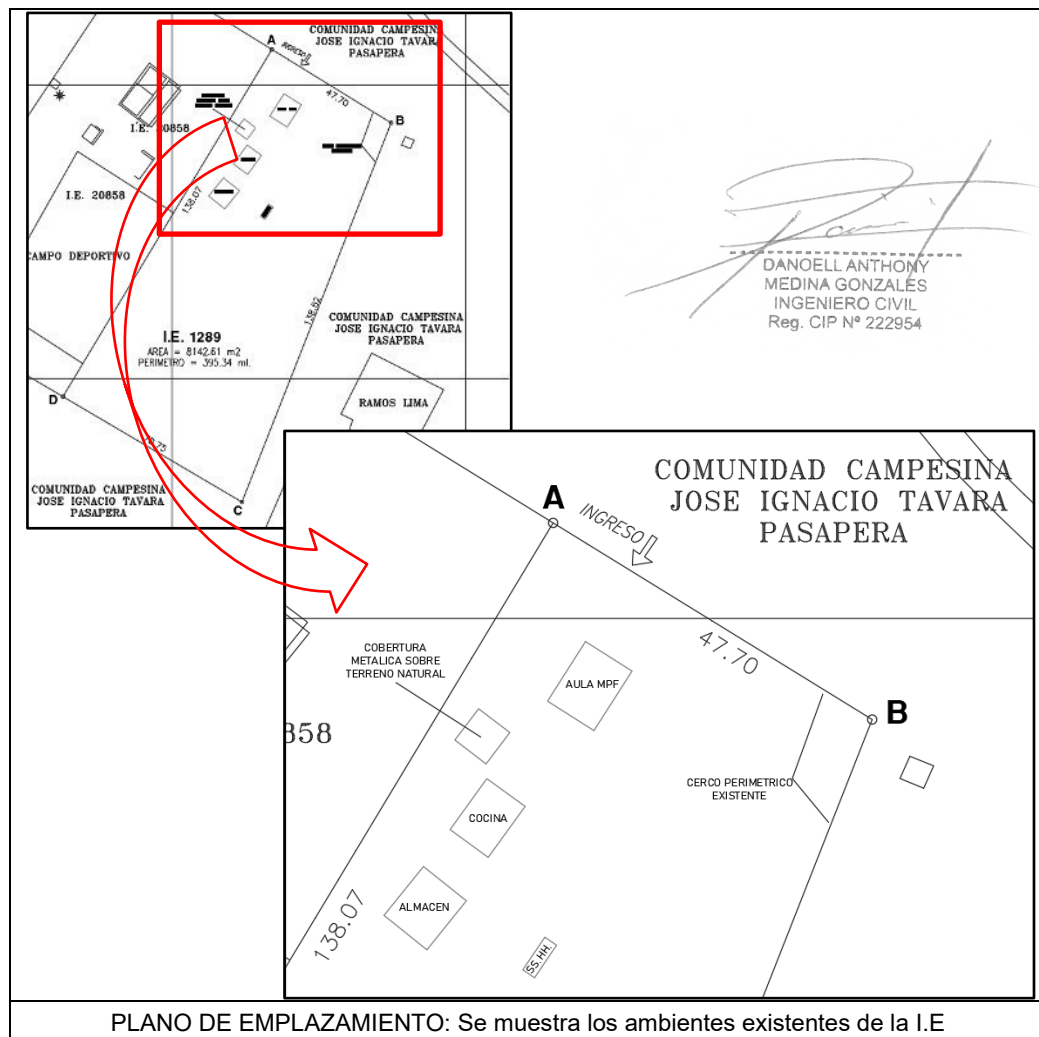 COMUNIDAD CAMPESINA
JOSE IGNACIO TAVARA
PASAPERA
A
INGRESO
47.70
B
I.E. 20858
I.E. 20858
138.07
CAMPO DEPORTIVO
138.62
COMUNIDAD CAMPESINA
JOSE IGNACIO TAVARA
PASAPERA
I.E. 1289
AREA = 8142.61 m2
PERIMETRO = 395.34 ml.
RAMOS LIMA
D
COMUNIDAD CAMPESINA
JOSE IGNACIO TAVARA
PASAPERA
C
DANOELL ANTHONY
MEDINA GONZALES
INGENIERO CIVIL
Reg. CIP Nº 222954
COMUNIDAD CAMPESINA
JOSE IGNACIO TAVARA
PASAPERA
A
INGRESO
47.70
COBERTURA
METALICA SOBRE
TERRENO NATURAL
AULA MPF
B
858
CERCO PERIMETRICO
EXISTENTE
COCINA
ALMACEN
138.07
SS.HH.
PLANO DE EMPLAZAMIENTO: Se muestra los ambientes existentes de la I.E